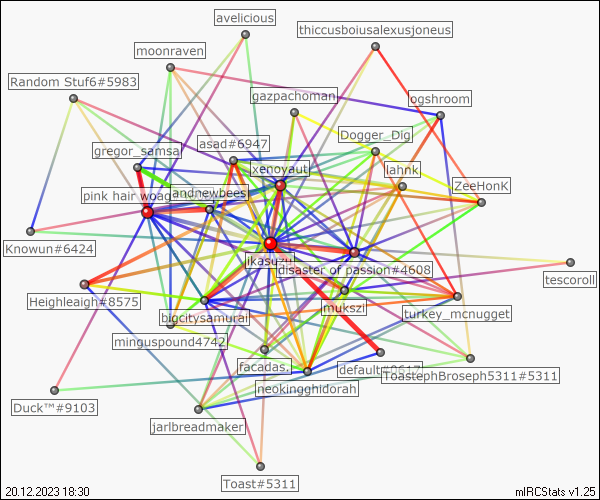 avelicious
thiccusboiusalexusjoneus
moonraven
Random Stuf6#5983
gazpachoman
ogshroom
Dogger_Dig
asad#6947
gregor_samsa
xenoyaut
lahnk
pink hair woad
andnewbees
ZeeHonK
Knowun#6424
ikasuzu
disaster of passion#4608
tescoroll
Heighleaigh#8575
mukszi
bigcitysamurai
turkey_mcnugget
minguspound4742
facadas.
default#8617
ToastephBroseph5311#5311
neokingghidorah
Duck™#9103
jarlbreadmaker
Toast#5311
20.12.2023 18:30
mIRCStats v1.25